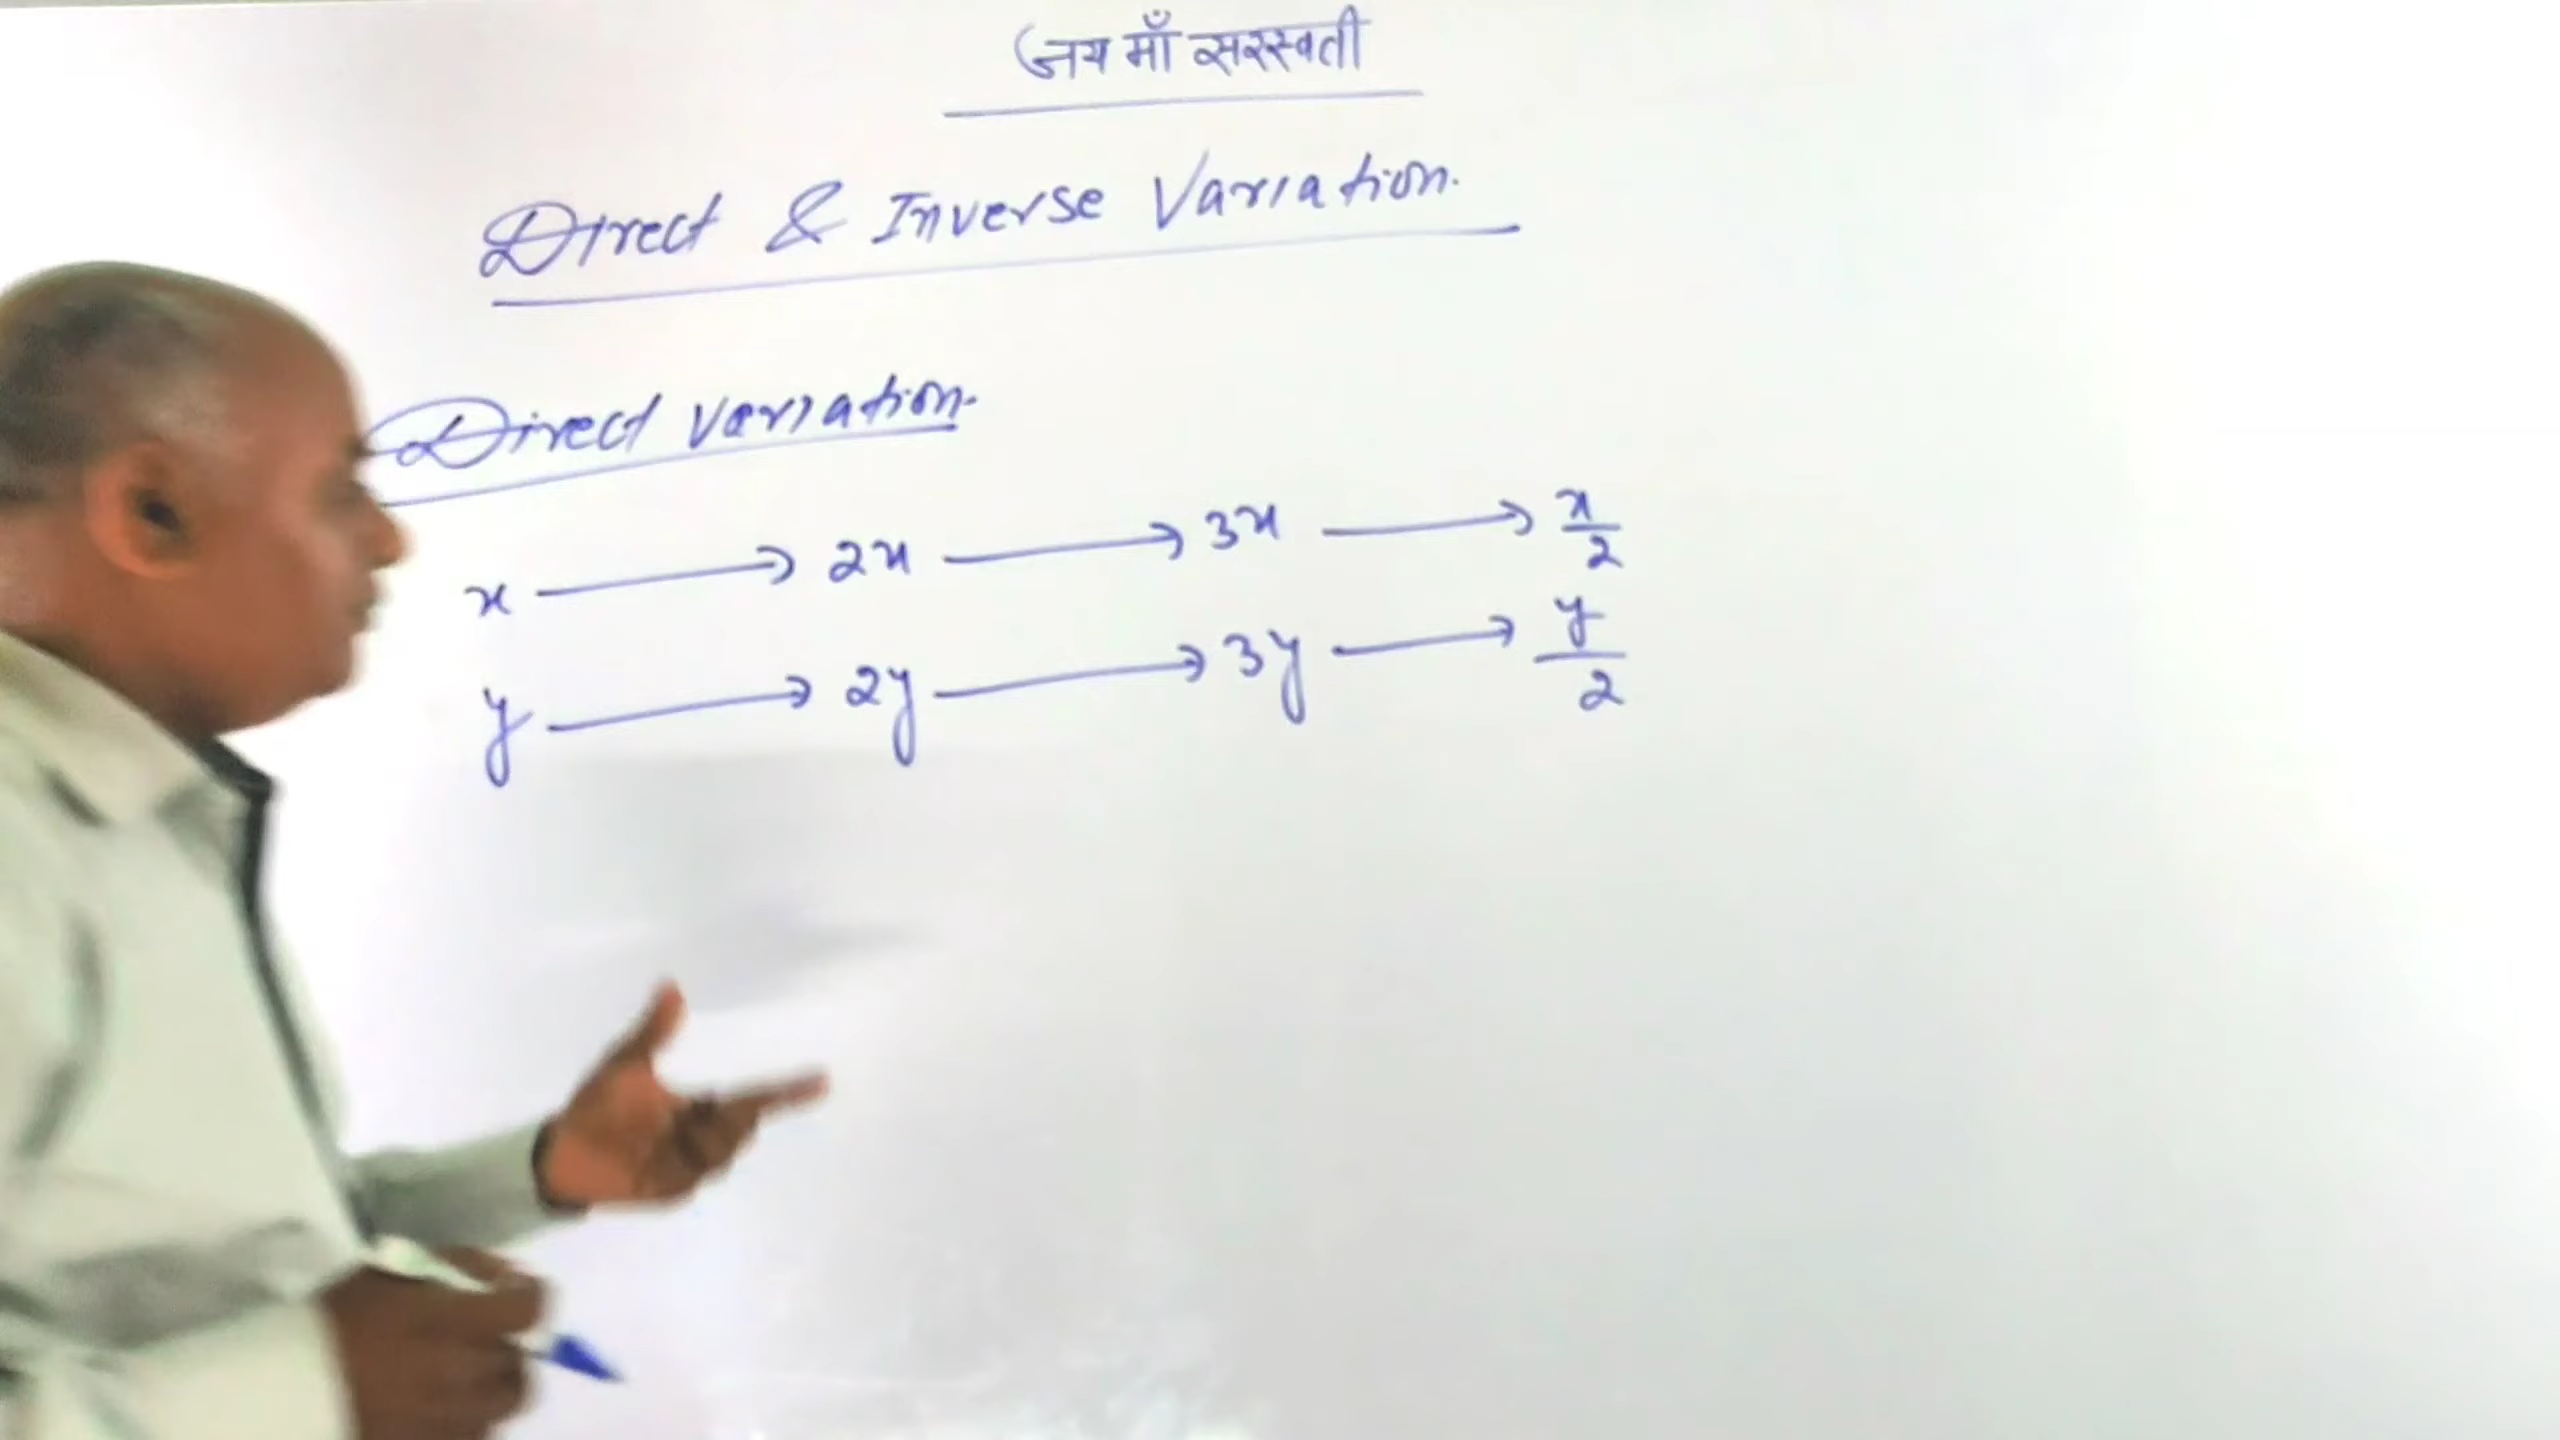 जय माँ सरस्वती
Direct & Inverse Variation.
Direct variation.
x → 2x → 3x → x/2
y → 2y → 3y → y/2